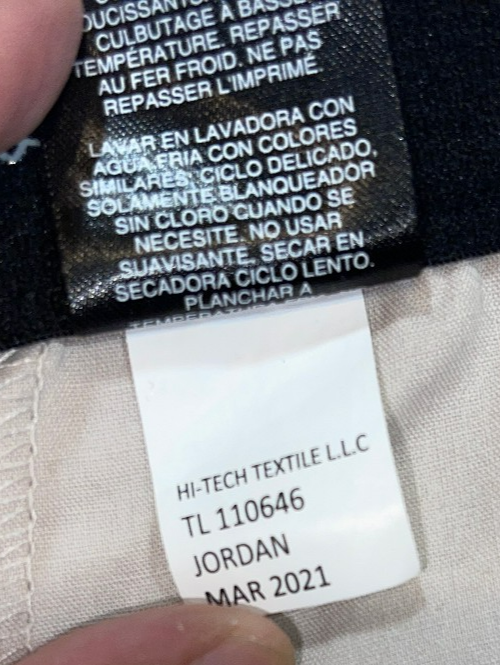 CULBUTAGE À BASSE
TEMPÉRATURE. REPASSER
AU FER FROID. NE PAS
REPASSER L'IMPRIMÉ.
LAVAR EN LAVADORA CON
AGUA FRIA CON COLORES
SIMILARES, CICLO DELICADO,
SOLAMENTE BLANQUEADOR
SIN CLORO CUANDO SE
NECESITE. NO USAR
SUAVISANTE. SECAR EN
SECADORA CICLO LENTO.
PLANCHAR A
HI-TECH TEXTILE L.L.C
TL 110646
JORDAN
MAR 2021